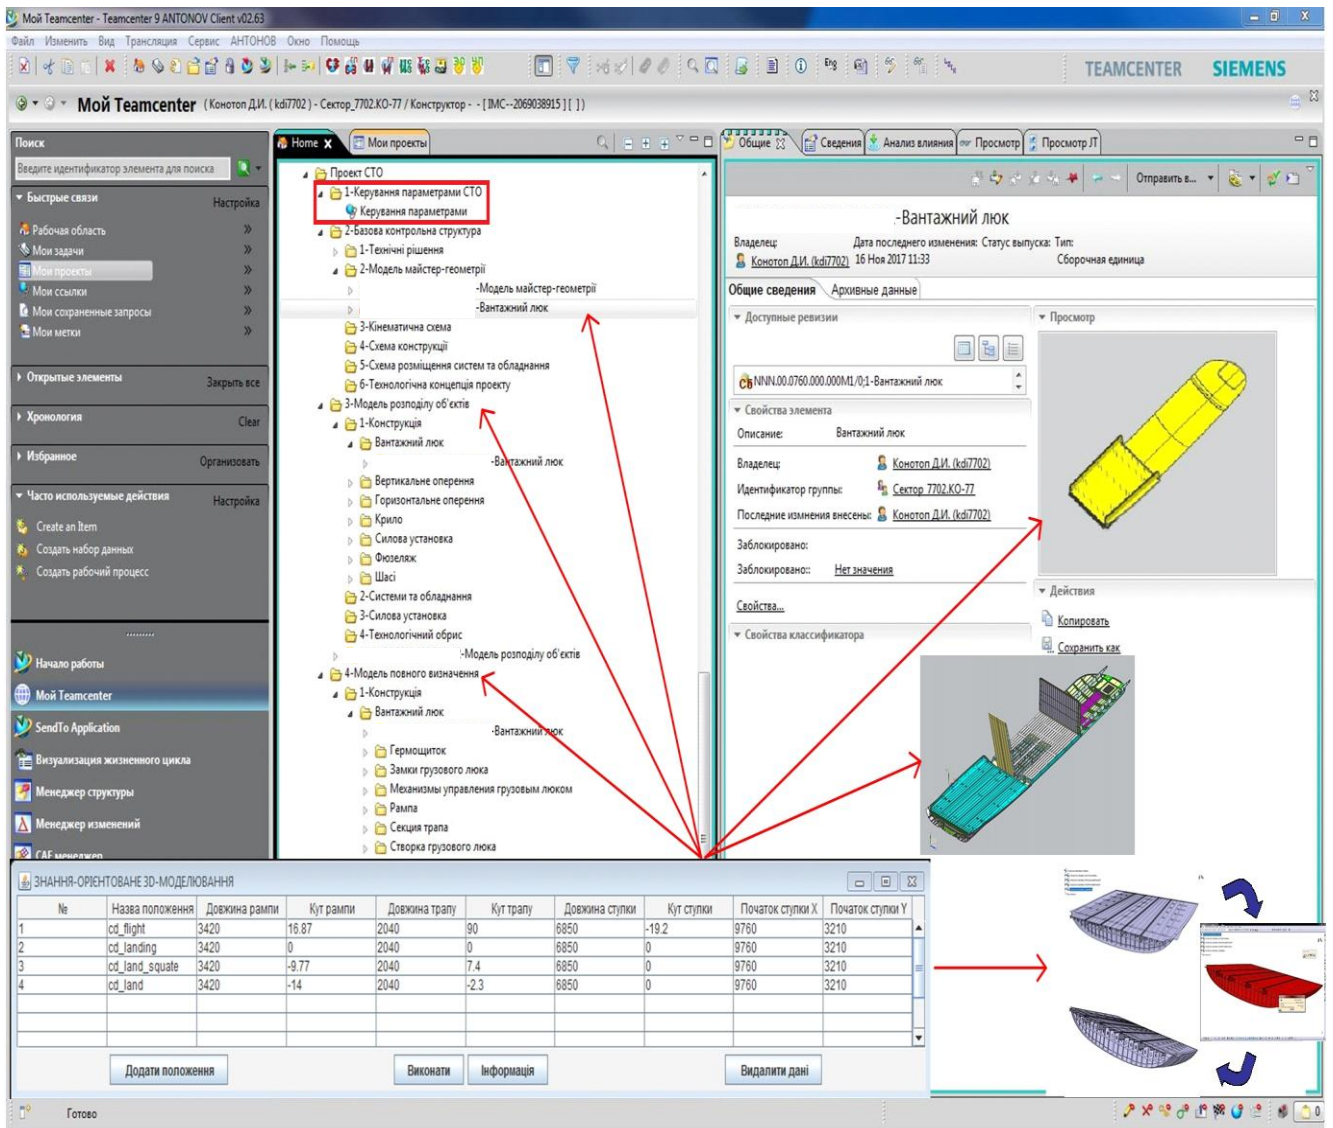 Мой Teamcenter - Teamcenter 9 ANTONOV Client v02.63
Файл Изменить Вид Трансляция Сервис АНТОНОВ Окно Помощь
TEAMCENTER SIEMENS
Мой Teamcenter ( Конотоп Д.И. ( kdi7702 ) - Сектор_7702.КО-77 / Конструктор - - [ IMC--2069038915 ] [ ] )
Поиск
Введите идентификатор элемента для поиска
Быстрые связи Настройка
Рабочая область
Мои задачи
Мои проекты
Мои ссылки
Мои сохраненные запросы
Мои метки
Открытые элементы Закрыть все
Хронология Clear
Избранное Организовать
Часто используемые действия Настройка
Create an Item
Создать набор данных
Создать рабочий процесс
Начало работы
Мой Teamcenter
SendTo Application
Визуализация жизненного цикла
Менеджер структуры
Менеджер изменений
CAE менеджер
Home Мои проекты
Проект СТО
1-Керування параметрами СТО
Керування параметрами
2-Базова контрольна структура
1-Технічні рішення
2-Модель майстер-геометрії
-Модель майстер-геометрії
-Вантажний люк
3-Кінематична схема
4-Схема конструкції
5-Схема розміщення систем та обладнання
6-Технологічна концепція проекту
3-Модель розподілу об'єктів
1-Конструкція
Вантажний люк
-Вантажний люк
Вертикальне оперення
Горизонтальне оперення
Крило
Силова установка
Фюзеляж
Шасі
2-Системи та обладнання
3-Силова установка
4-Технологічний обрис
-Модель розподілу об'єктів
4-Модель повного визначення
1-Конструкція
Вантажний люк
-Вантажний люк
Гермощиток
Замки грузового люка
Механизмы управления грузовым люком
Рампа
Секция трапа
Створка грузового люка
Общие Сведения Анализ влияния Просмотр Просмотр JT
Отправить в...
.-Вантажний люк
Владелец: Дата последнего изменения: Статус выпуска: Тип:
Конотоп Д.И. (kdi7702) 16 Ноя 2017 11:33 Сборочная единица
Общие сведения Архивные данные
Доступные ревизии
NNN.00.0760.000.000М1/0;1-Вантажний люк
Свойства элемента
Описание: Вантажний люк
Владелец: Конотоп Д.И. (kdi7702)
Идентификатор группы: Сектор 7702.КО-77
Последние измнения внесены: Конотоп Д.И. (kdi7702)
Заблокировано:
Заблокировано:: Нет значения
Свойства...
Свойства классификатора
Просмотр
Действия
Копировать
Сохранить как
ЗНАННЯ-ОРІЄНТОВАНЕ 3D-МОДЕЛЮВАННЯ
№ Назва положення Довжина рампи Кут рампи Довжина трапу Кут трапу Довжина ступки Кут ступки Початок ступки X Початок ступки Y
1 cd_flight 3420 16.87 2040 90 6850 -19.2 9760 3210
2 cd_landing 3420 0 2040 0 6850 0 9760 3210
3 cd_land_squate 3420 -9.77 2040 7.4 6850 0 9760 3210
4 cd_land 3420 -14 2040 -2.3 6850 0 9760 3210
Додати положення Виконати Інформація Видалити дані
Готово
0